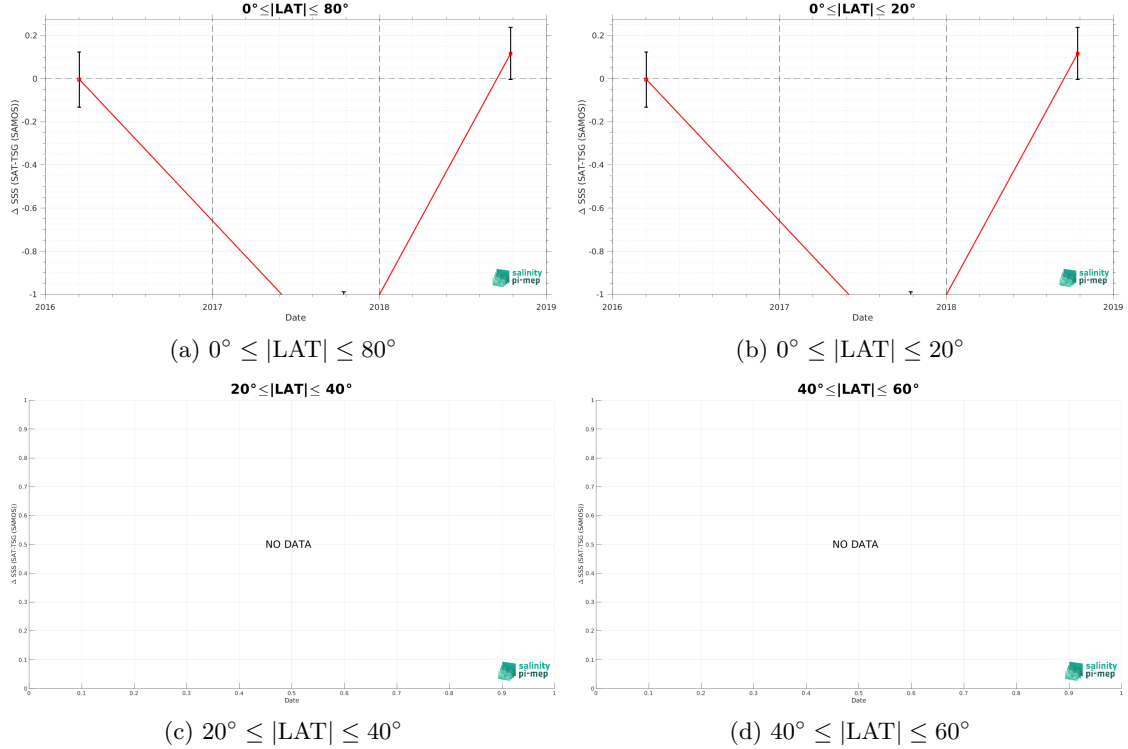 0°≤|LAT|≤ 80°
0.2
0
-0.2
-0.4
-0.6
-0.8
-1
Δ SSS (SAT-TSG (SAMOS))
2016
2017
2018
2019
Date
salinity
pi-mep
(a) 0° ≤ |LAT| ≤ 80°
0°≤|LAT|≤ 20°
0.2
0
-0.2
-0.4
-0.6
-0.8
-1
Δ SSS (SAT-TSG (SAMOS))
2016
2017
2018
2019
Date
salinity
pi-mep
(b) 0° ≤ |LAT| ≤ 20°
20°≤|LAT|≤ 40°
1
0.9
0.8
0.7
0.6
0.5
0.4
0.3
0.2
0.1
0
Δ SSS (SAT-TSG (SAMOS))
NO DATA
0
0.1
0.2
0.3
0.4
0.5
0.6
0.7
0.8
0.9
1
Date
salinity
pi-mep
(c) 20° ≤ |LAT| ≤ 40°
40°≤|LAT|≤ 60°
1
0.9
0.8
0.7
0.6
0.5
0.4
0.3
0.2
0.1
0
Δ SSS (SAT-TSG (SAMOS))
NO DATA
0
0.1
0.2
0.3
0.4
0.5
0.6
0.7
0.8
0.9
1
Date
salinity
pi-mep
(d) 40° ≤ |LAT| ≤ 60°